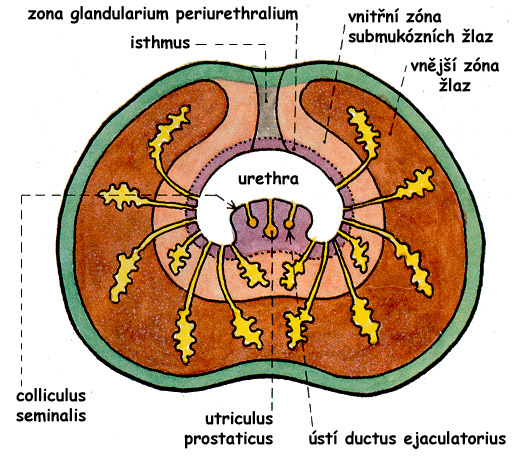 zona glandularium periurethralium
isthmus
vnitřní zóna
submukózních žlaz
vnější zóna
žlaz
urethra
colliculus
seminalis
utriculus
prostaticus
ústí ductus ejaculatorius